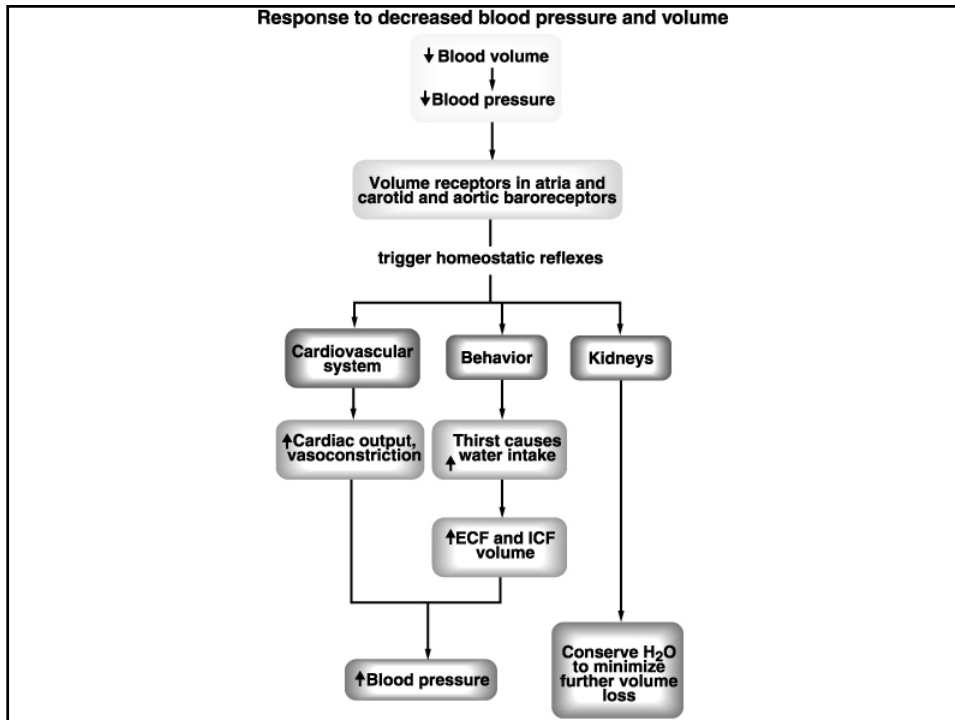 Response to decreased blood pressure and volume
↓ Blood volume
↓Blood pressure
Volume receptors in atria and
carotid and aortic baroreceptors
trigger homeostatic reflexes
Cardiovascular
system
Behavior
Kidneys
↑Cardiac output,
vasoconstriction
Thirst causes
↑ water intake
↑ECF and ICF
volume
↑Blood pressure
Conserve H₂O
to minimize
further volume
loss